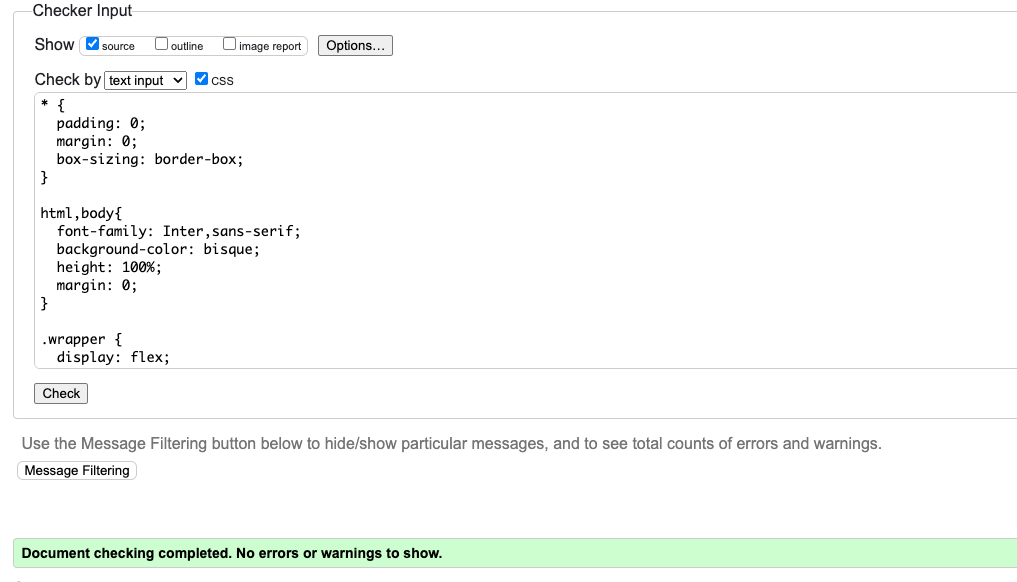 Checker Input
Show source outline image report Options...
Check by text input CSS
* {
  padding: 0;
  margin: 0;
  box-sizing: border-box;
}

html,body{
  font-family: Inter,sans-serif;
  background-color: bisque;
  height: 100%;
  margin: 0;
}

.wrapper {
  display: flex;
Check
Use the Message Filtering button below to hide/show particular messages, and to see total counts of errors and warnings.
Message Filtering
Document checking completed. No errors or warnings to show.